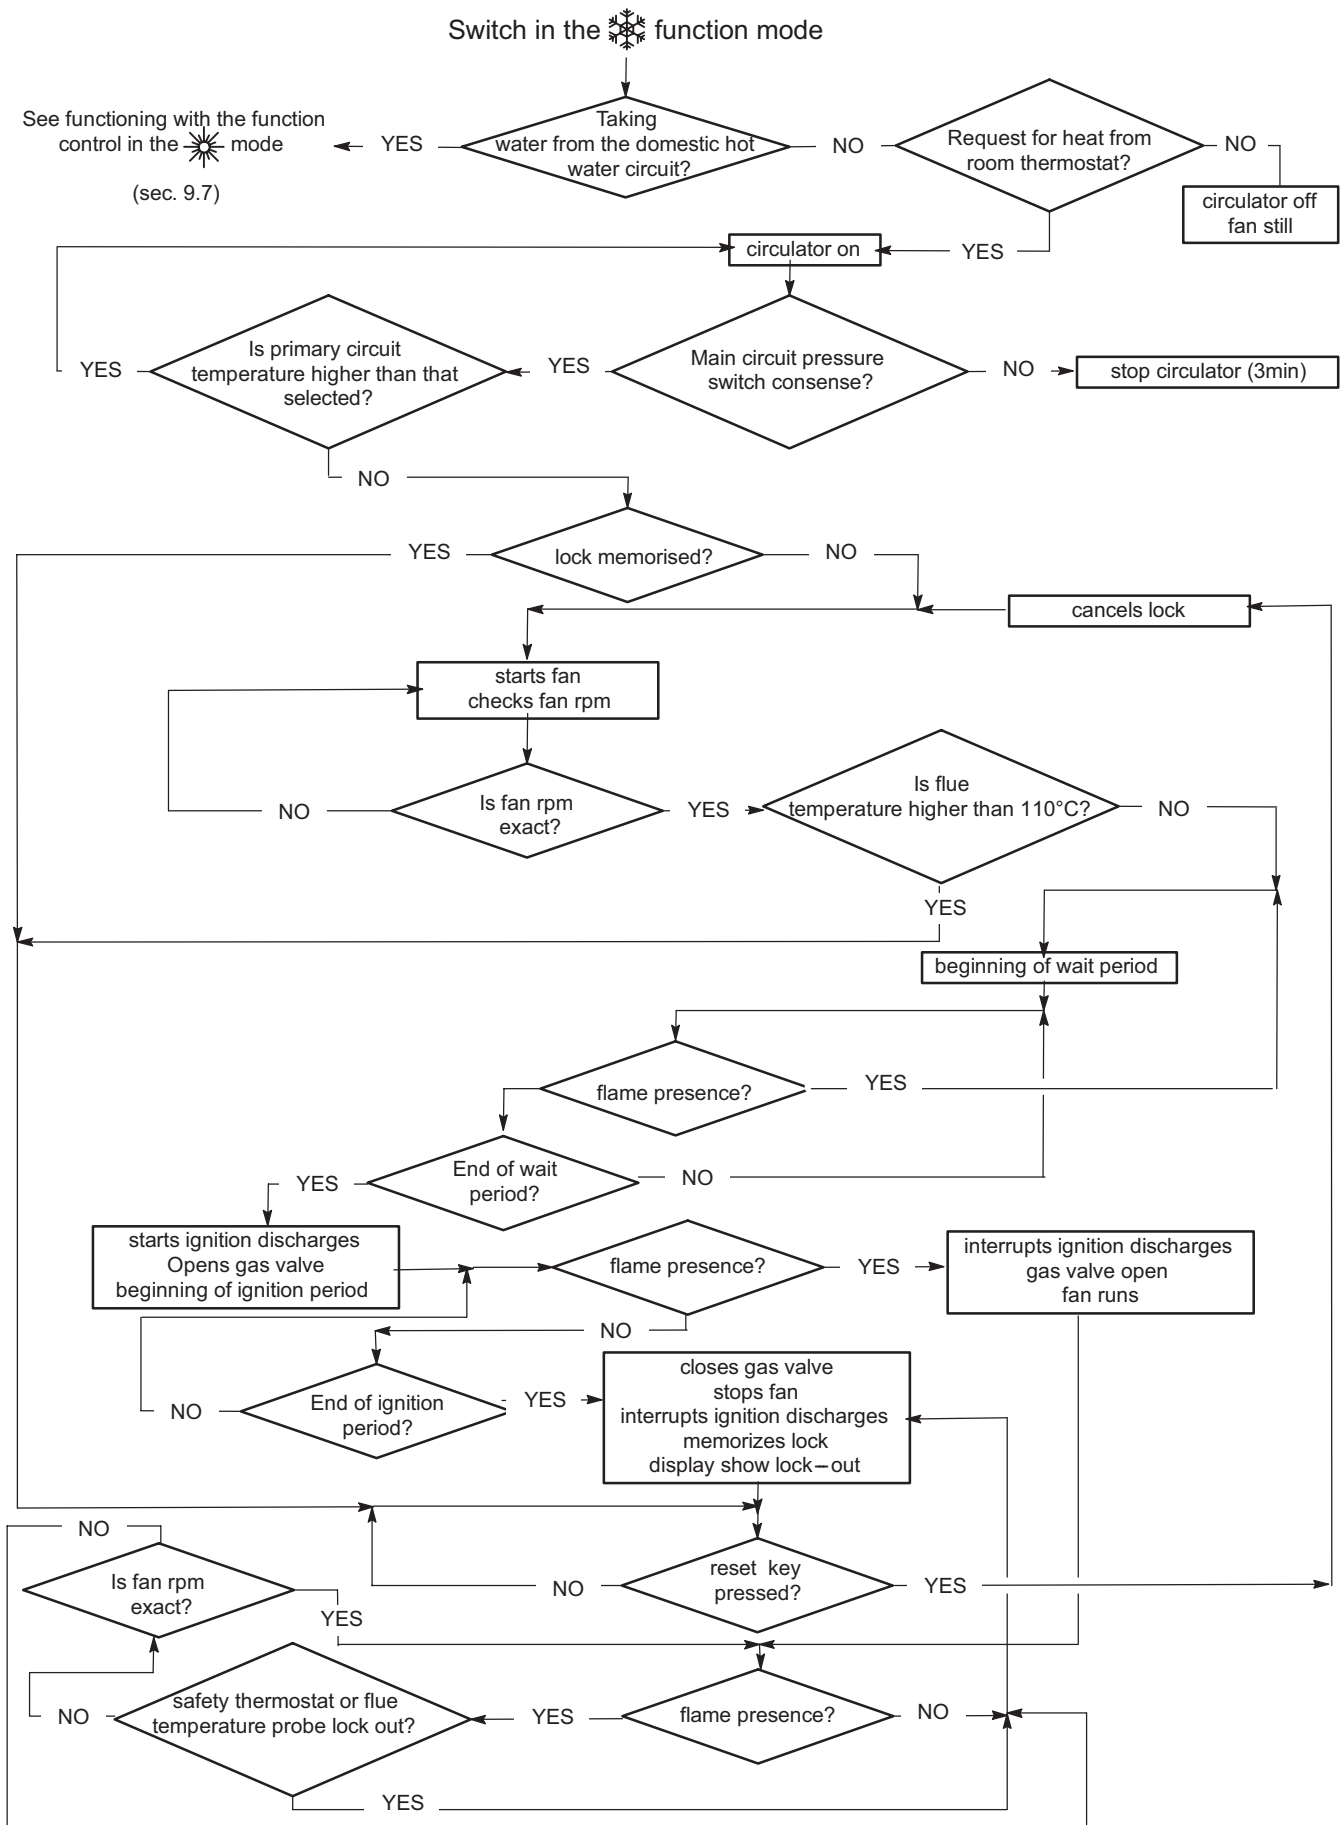 Switch in the function mode
See functioning with the function
control in the mode
(sec. 9.7)
YES
Taking
water from the domestic hot
water circuit?
NO
Request for heat from
room thermostat?
NO
circulator off
fan still
circulator on
YES
YES
Is primary circuit
temperature higher than that
selected?
YES
Main circuit pressure
switch consense?
NO
stop circulator (3min)
NO
YES
lock memorised?
NO
cancels lock
starts fan
checks fan rpm
NO
Is fan rpm
exact?
YES
Is flue
temperature higher than 110°C?
NO
YES
beginning of wait period
flame presence?
YES
YES
End of wait
period?
NO
starts ignition discharges
Opens gas valve
beginning of ignition period
flame presence?
YES
interrupts ignition discharges
gas valve open
fan runs
NO
NO
End of ignition
period?
YES
closes gas valve
stops fan
interrupts ignition discharges
memorizes lock
display show lock–out
NO
Is fan rpm
exact?
YES
NO
reset key
pressed?
YES
NO
safety thermostat or flue
temperature probe lock out?
YES
flame presence?
NO
YES